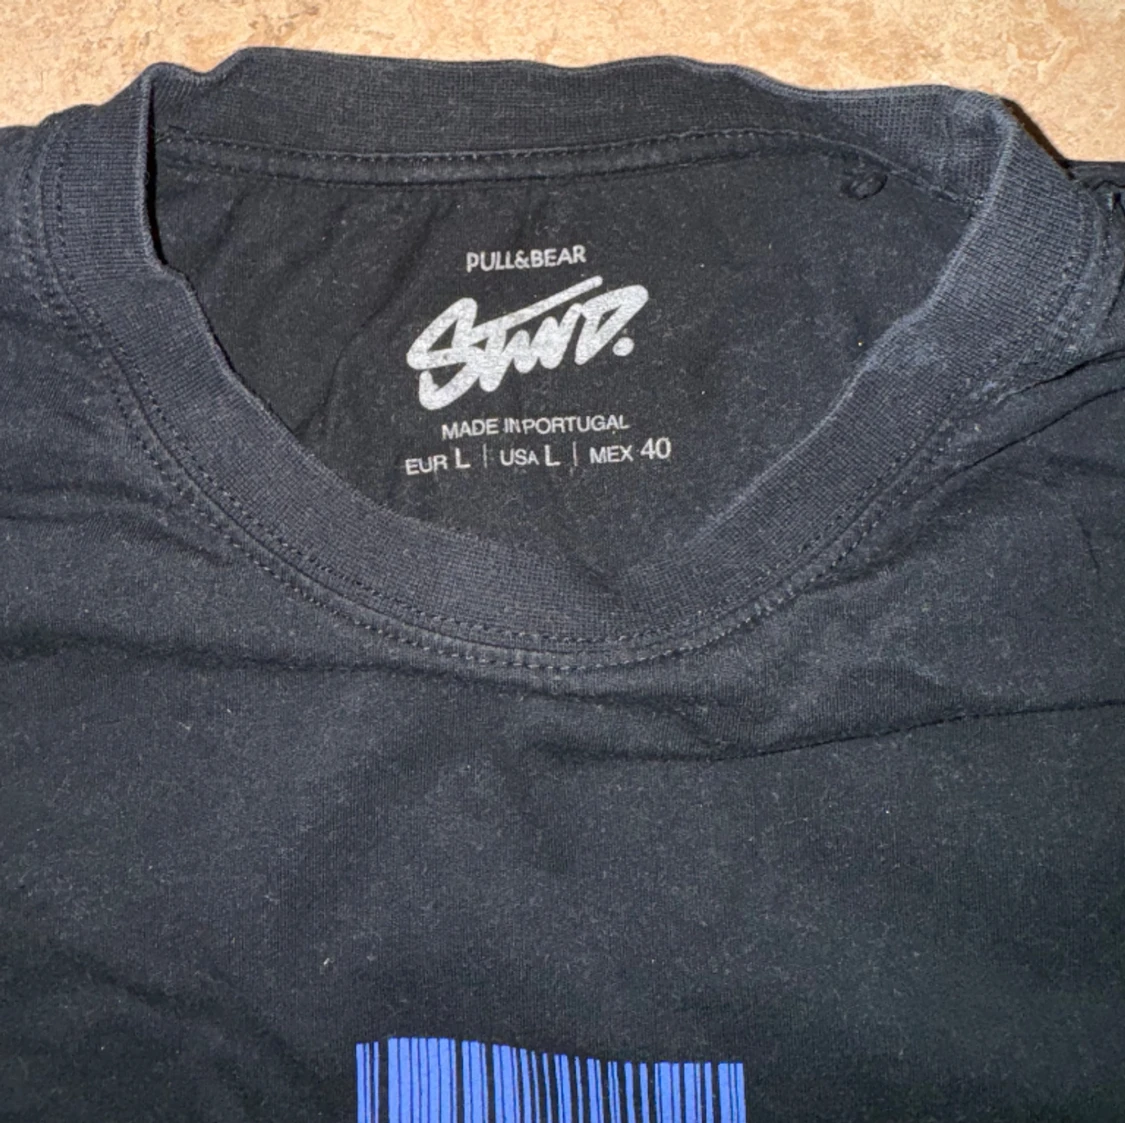 PULL&BEAR
STWD.
MADE IN PORTUGAL
EUR L | USA L | MEX 40